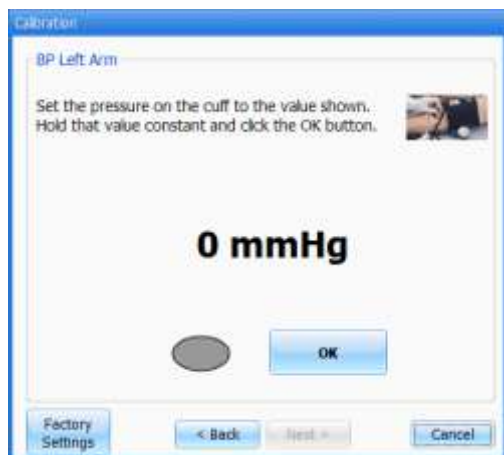 Calibration
BP Left Arm
Set the pressure on the cuff to the value shown.
Hold that value constant and click the OK button.
0 mmHg
OK
Factory
Settings
< Back
Next >
Cancel